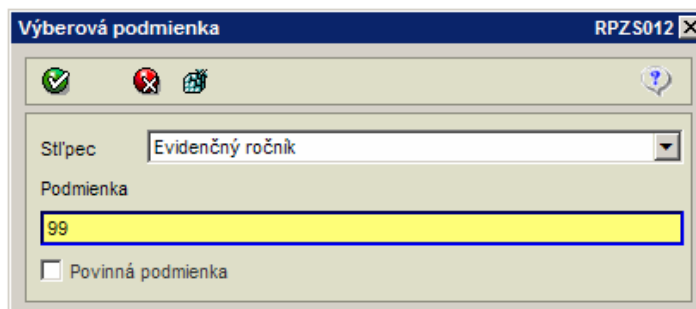 Výberová podmienka RPZS012
Stĺpec Evidenčný ročník
Podmienka
99
Povinná podmienka